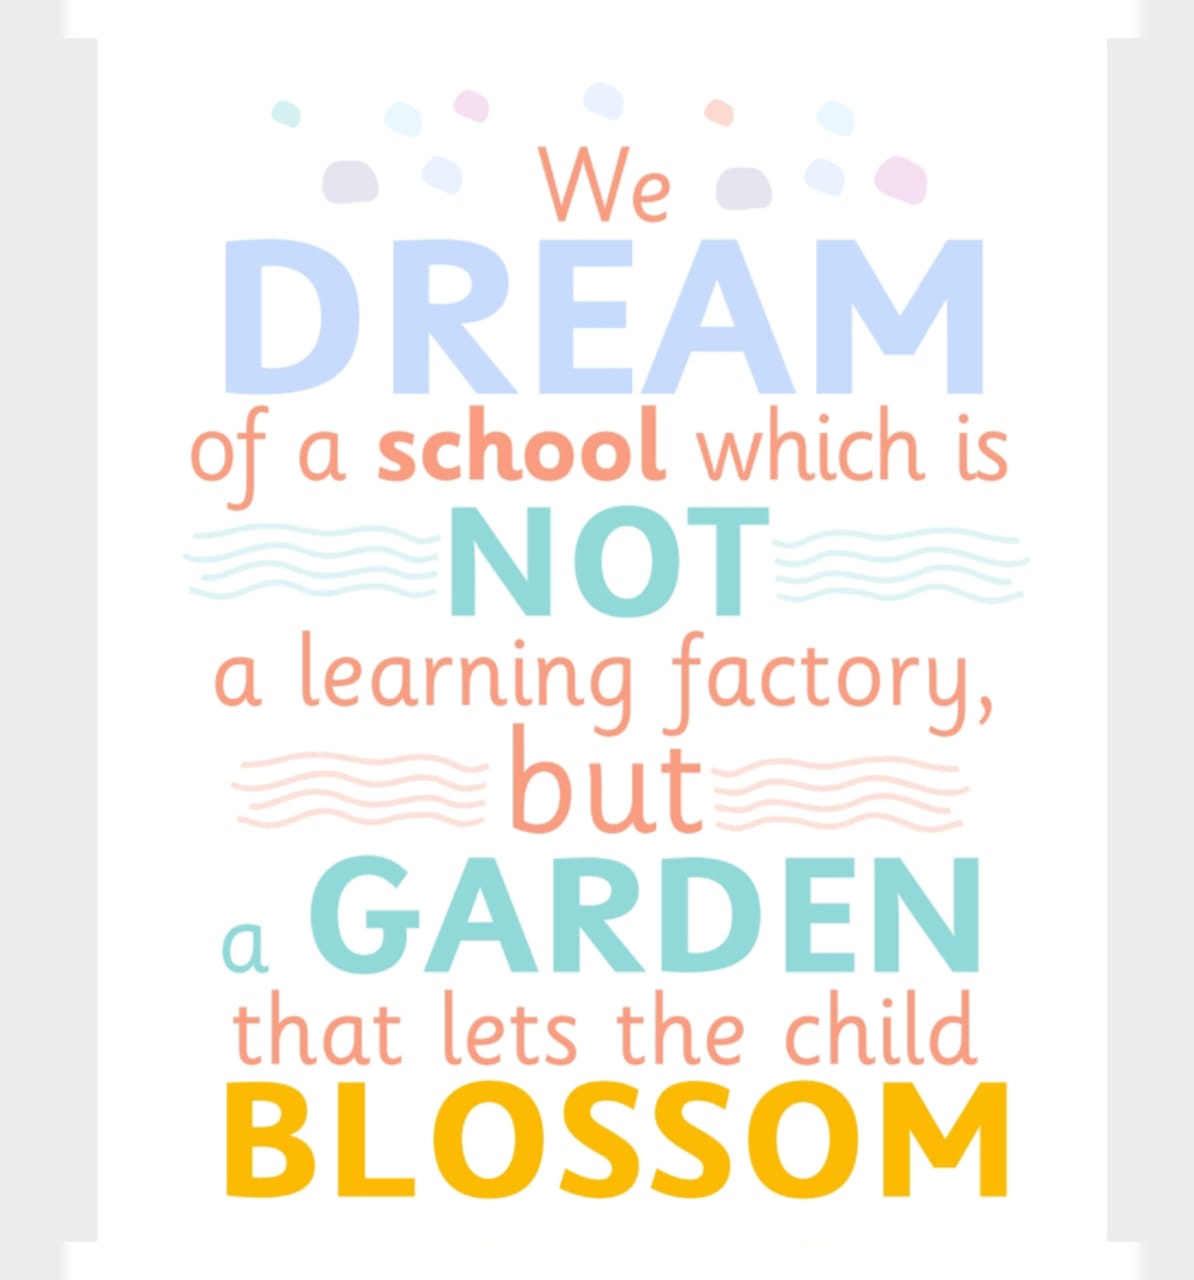 We
DREAM
of a school which is
NOT
a learning factory,
but
a GARDEN
that lets the child
BLOSSOM